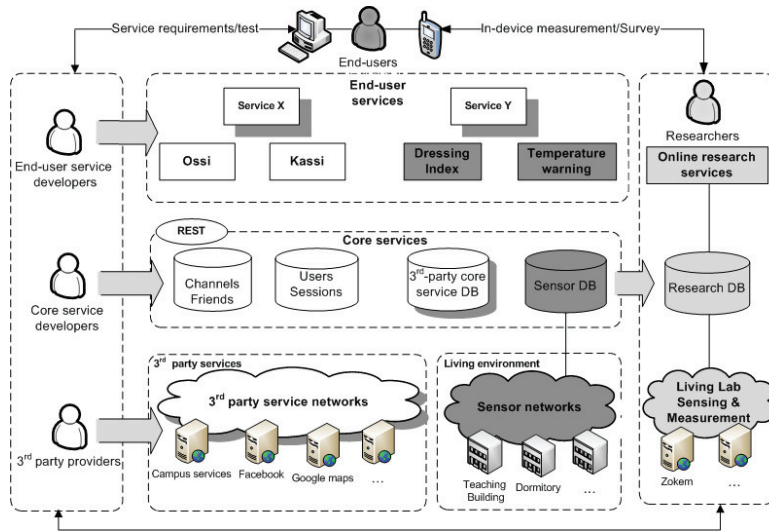 Service requirements/test
In-device measurement/Survey
End-users
End-user
services
Service X
Service Y
Ossi
Kassi
Dressing
Index
Temperature
warning
End-user service
developers
Researchers
Online research
services
REST
Core services
Channels
Friends
Users
Sessions
3rd-party core
service DB
Sensor DB
Research DB
Core service
developers
3rd party services
3rd party service networks
Campus services
Facebook
Google maps
...
3rd party providers
Living environment
Sensor networks
Teaching
Building
Dormitory
...
Living Lab
Sensing &
Measurement
Zokem
...